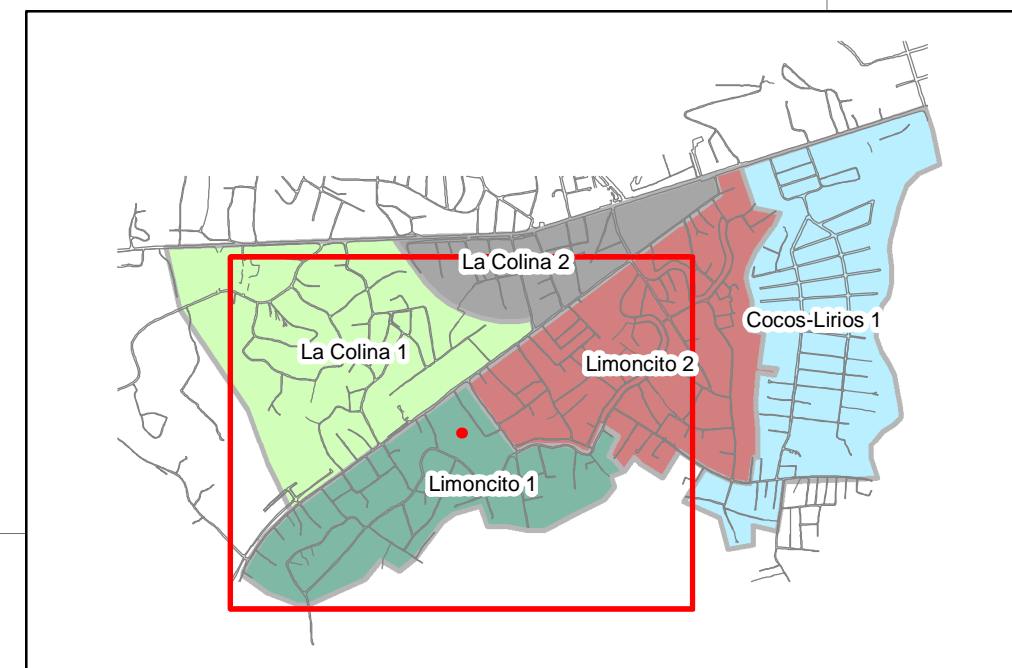 La Colina 2
Cocos-Lirios 1
La Colina 1
Limoncito 2
Limoncito 1